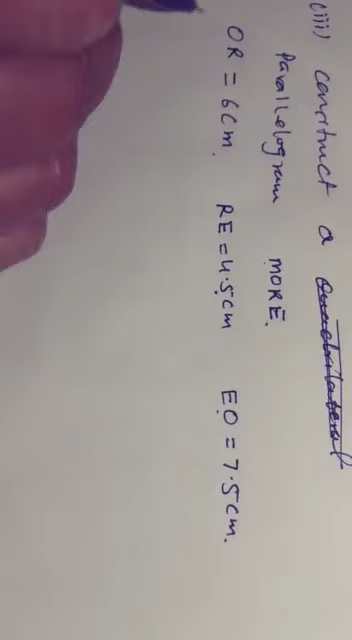 (iii) construct a
Parallelogram MORE.
OR = 6cm, RE = 4.5cm EO = 7.5cm.